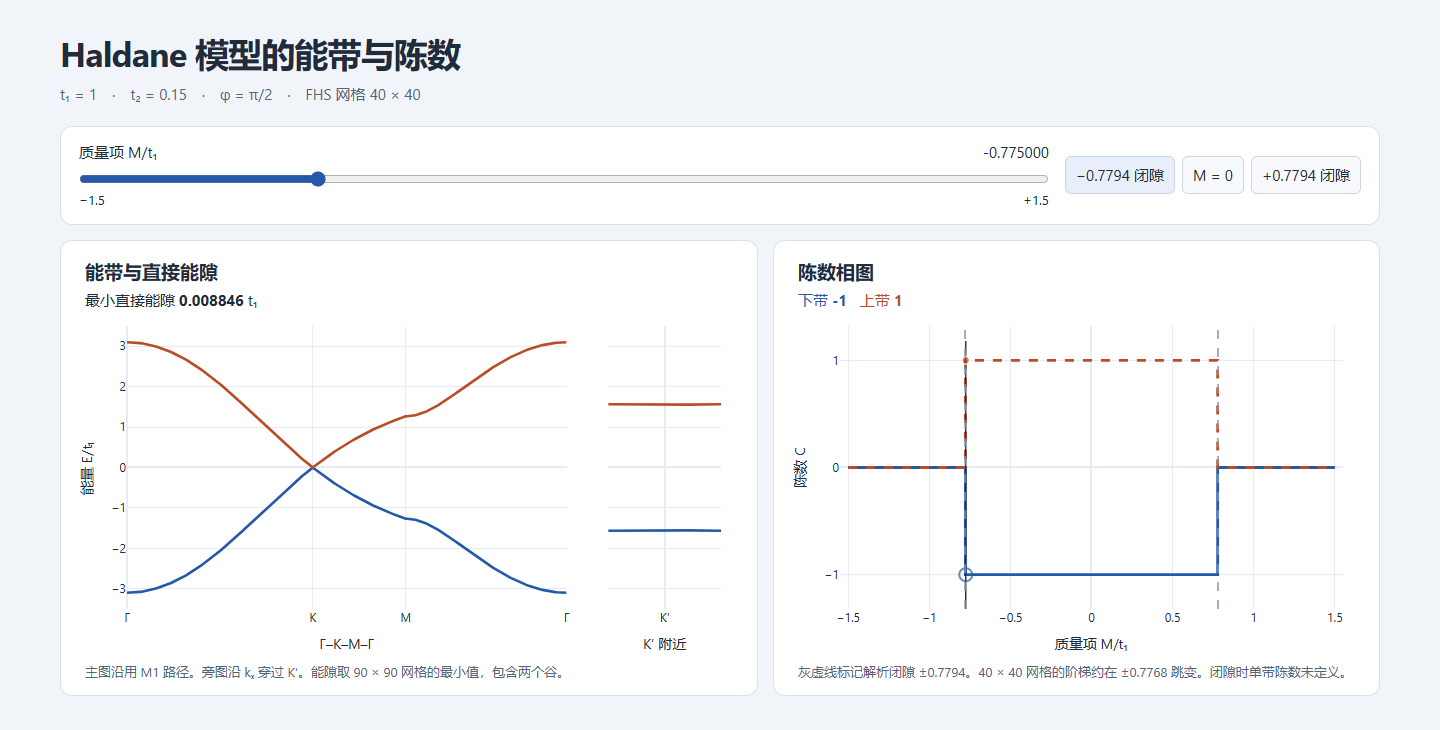 Haldane 模型的能带与陈数
t₁ = 1 · t₂ = 0.15 · φ = π/2 · FHS 网格 40 × 40
质量项 M/t₁
-0.775000
−1.5
+1.5
−0.7794 闭隙
M = 0
+0.7794 闭隙
能带与直接能隙
最小直接能隙 0.008846 t₁
能量 E/t₁
3
2
1
0
−1
−2
−3
Γ K M Γ
Γ–K–M–Γ
K′
K′ 附近
主图沿用 M1 路径。旁图沿 kₓ 穿过 K′。能隙取 90 × 90 网格的最小值，包含两个谷。
陈数相图
下带 -1 上带 1
陈数 C
1
0
−1
−1.5 −1 −0.5 0 0.5 1 1.5
质量项 M/t₁
灰虚线标记解析闭隙 ±0.7794。40 × 40 网格的阶梯约在 ±0.7768 跳变。闭隙时单带陈数未定义。